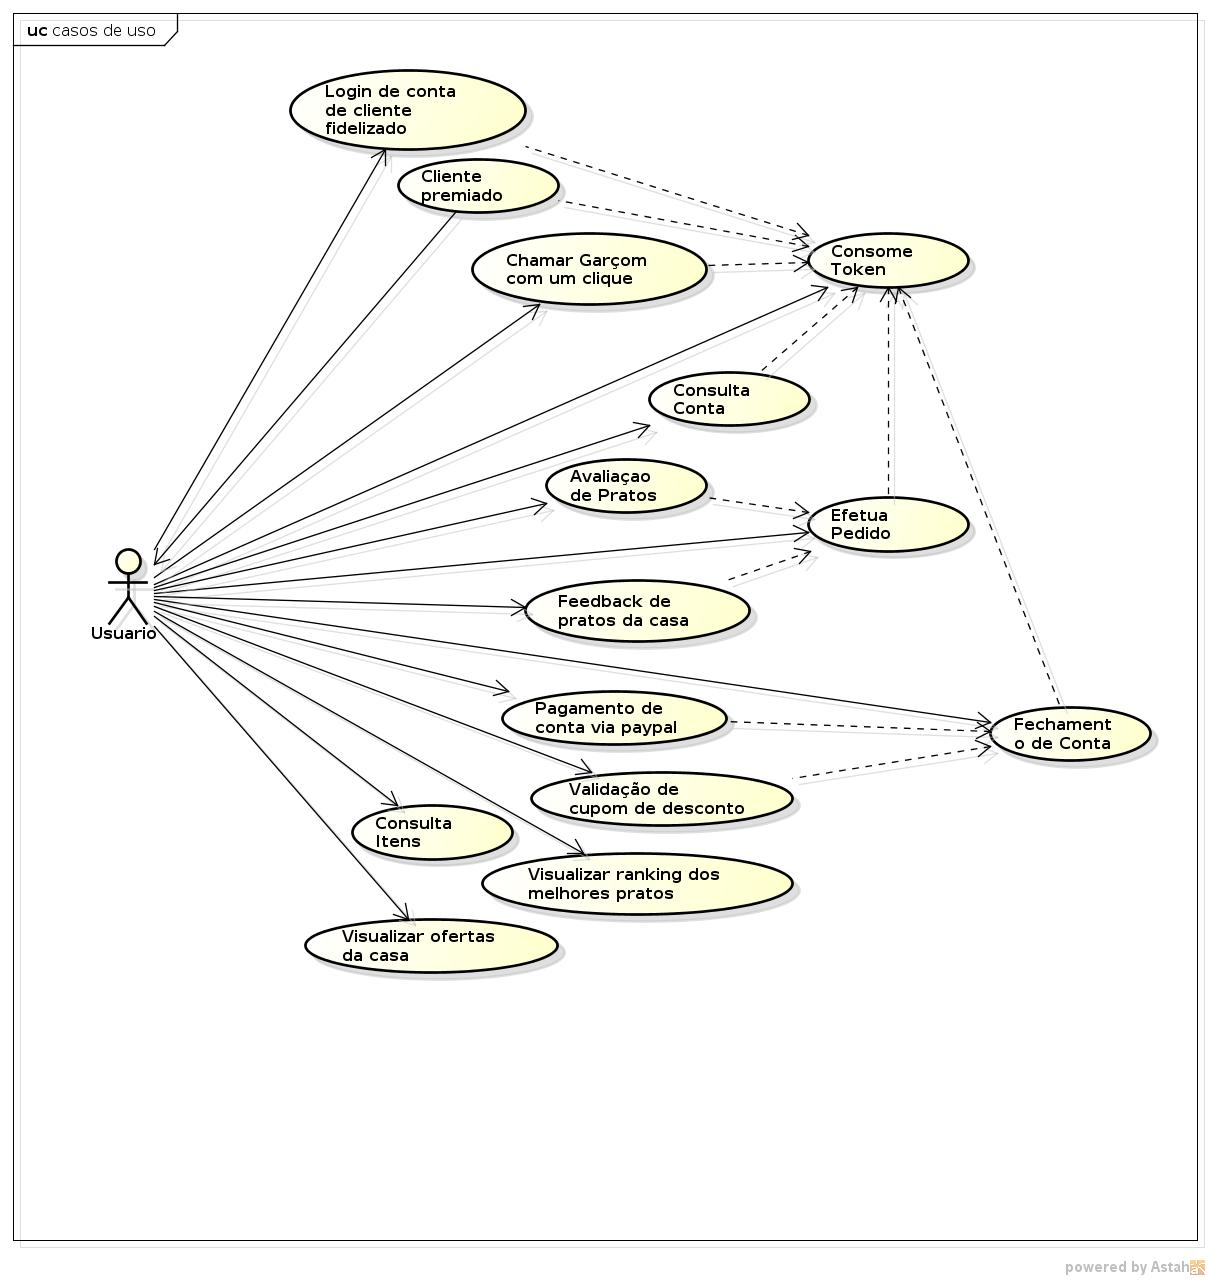 uc casos de uso
Login de conta
de cliente
fidelizado
Cliente
premiado
Chamar Garçom
com um clique
Consome
Token
Consulta
Conta
Avaliaçao
de Pratos
Efetua
Pedido
Usuario
Feedback de
pratos da casa
Pagamento de
conta via paypal
Fechament
o de Conta
Validação de
cupom de desconto
Consulta
Itens
Visualizar ranking dos
melhores pratos
Visualizar ofertas
da casa
powered by Astah